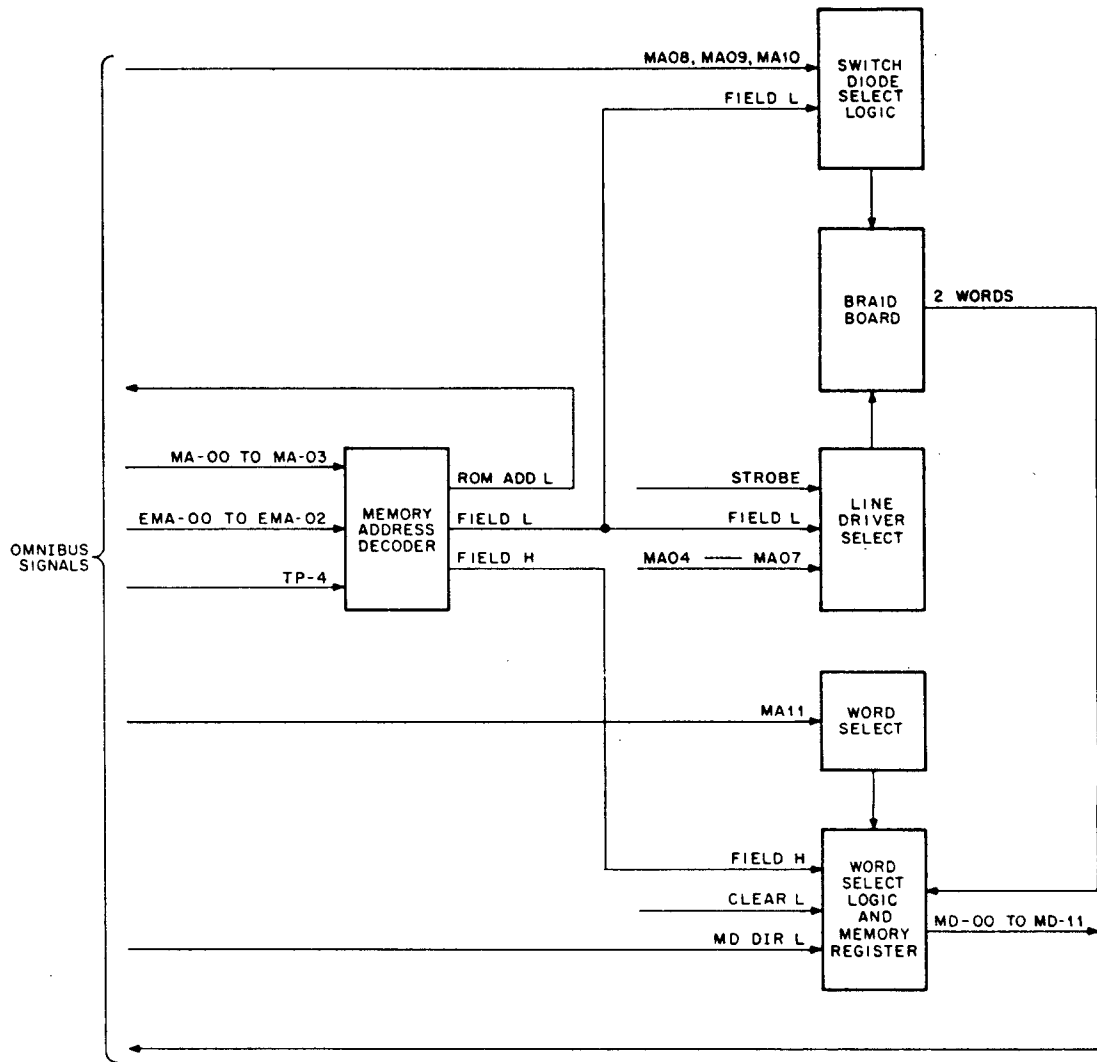 MA08, MA09, MA10
FIELD L
SWITCH
DIODE
SELECT
LOGIC
BRAID
BOARD
2 WORDS
OMNIBUS
SIGNALS
MA-00 TO MA-03
EMA-00 TO EMA-02
TP-4
MEMORY
ADDRESS
DECODER
ROM ADD L
FIELD L
FIELD H
STROBE
FIELD L
MA04 — MA07
LINE
DRIVER
SELECT
MA11
WORD
SELECT
FIELD H
CLEAR L
MD DIR L
WORD
SELECT
LOGIC
AND
MEMORY
REGISTER
MD-00 TO MD-11